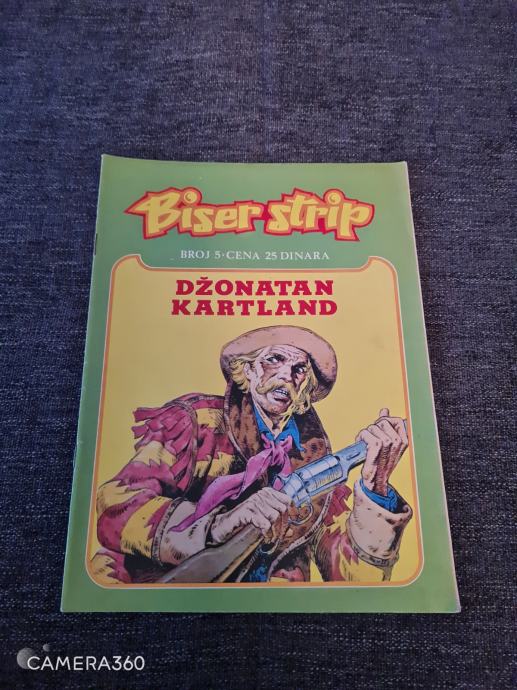 Biser strip
BROJ 5 · CENA 25 DINARA
DŽONATAN
KARTLAND
CAMERA360